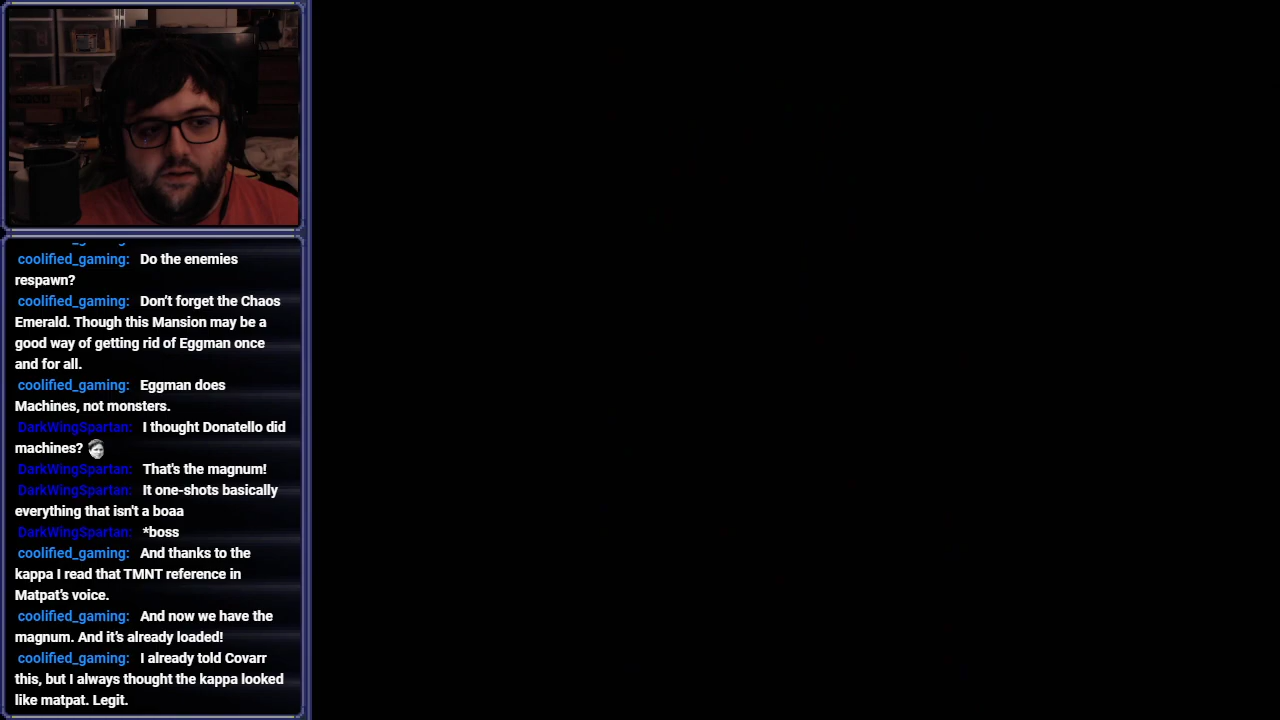 coolified_gaming: Do the enemies
respawn?
coolified_gaming: Don't forget the Chaos
Emerald. Though this Mansion may be a
good way of getting rid of Eggman once
and for all.
coolified_gaming: Eggman does
Machines, not monsters.
DarkWingSpartan: I thought Donatello did
machines?
DarkWingSpartan: That's the magnum!
DarkWingSpartan: It one-shots basically
everything that isn't a boaa
DarkWingSpartan: *boss
coolified_gaming: And thanks to the
kappa I read that TMNT reference in
Matpat's voice.
coolified_gaming: And now we have the
magnum. And it's already loaded!
coolified_gaming: I already told Covarr
this, but I always thought the kappa looked
like matpat. Legit.